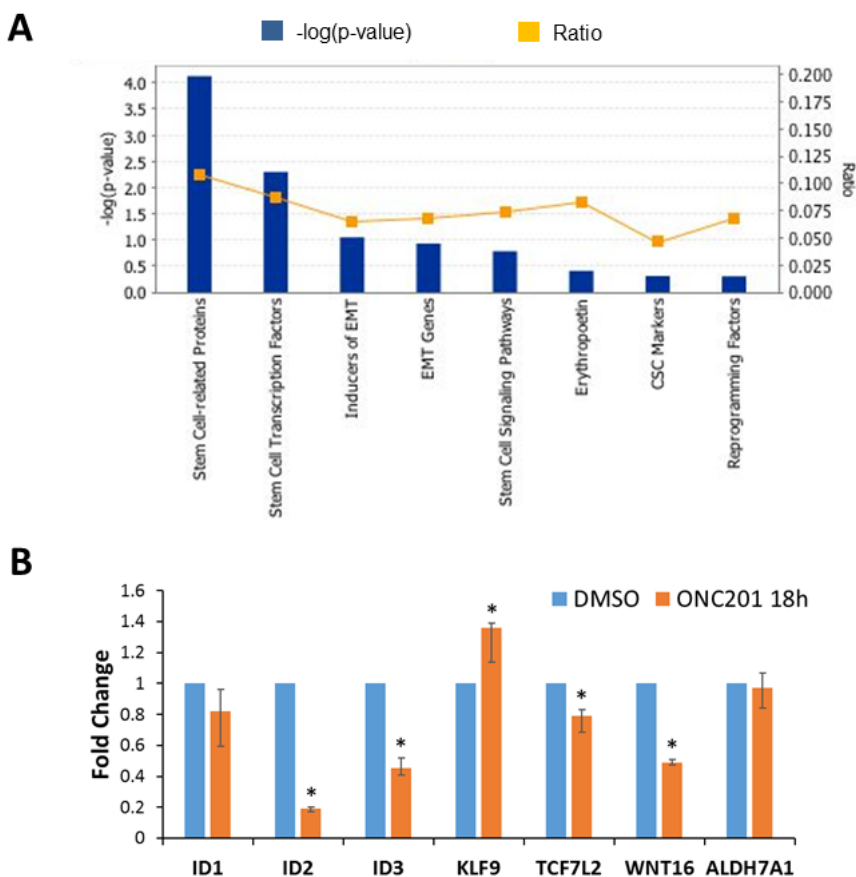 A
-log(p-value) Ratio
4.0
3.5
3.0
2.5
2.0
1.5
1.0
0.5
0.0
-log(p-value)
0.200
0.175
0.150
0.125
0.100
0.075
0.050
0.025
0.000
Ratio
Stem Cell-related Proteins
Stem Cell Transcription Factors
Inducers of EMT
EMT Genes
Stem Cell Signaling Pathways
Erythropoetin
CSC Markers
Reprogramming Factors
B
DMSO ONC201 18h
1.6
1.4
1.2
1
0.8
0.6
0.4
0.2
0
Fold Change
* * * * *
ID1 ID2 ID3 KLF9 TCF7L2 WNT16 ALDH7A1